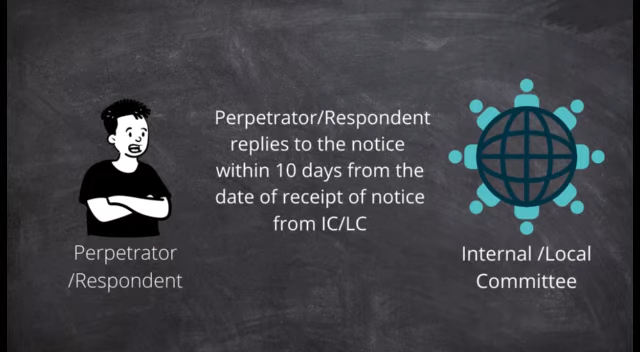 Perpetrator/Respondent
replies to the notice
within 10 days from the
date of receipt of notice
from IC/LC
Perpetrator
/Respondent
Internal /Local
Committee